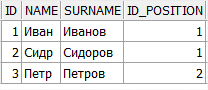 ID NAME SURNAME ID_POSITION
1 Иван Иванов 1
2 Сидр Сидоров 1
3 Петр Петров 2